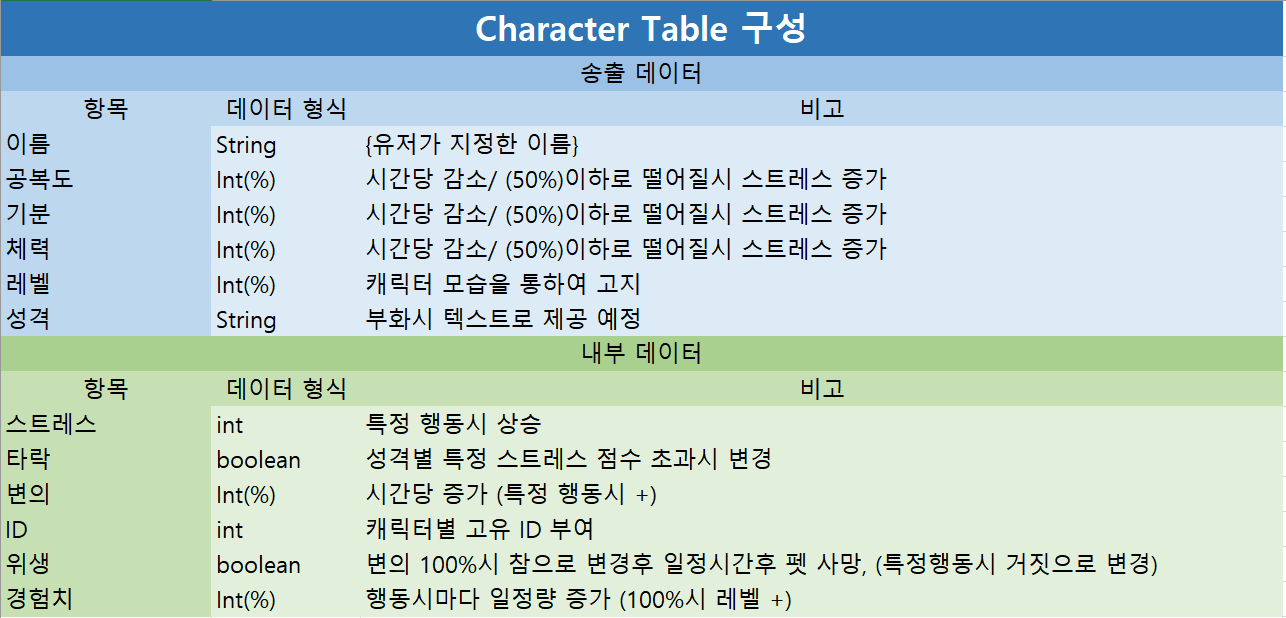 Character Table 구성
송출 데이터
항목 데이터 형식 비고
이름 String {유저가 지정한 이름}
공복도 Int(%) 시간당 감소/ (50%)이하로 떨어질시 스트레스 증가
기분 Int(%) 시간당 감소/ (50%)이하로 떨어질시 스트레스 증가
체력 Int(%) 시간당 감소/ (50%)이하로 떨어질시 스트레스 증가
레벨 Int(%) 캐릭터 모습을 통하여 고지
성격 String 부화시 텍스트로 제공 예정
내부 데이터
항목 데이터 형식 비고
스트레스 int 특정 행동시 상승
타락 boolean 성격별 특정 스트레스 점수 초과시 변경
변의 Int(%) 시간당 증가 (특정 행동시 +)
ID int 캐릭터별 고유 ID 부여
위생 boolean 변의 100%시 참으로 변경후 일정시간후 펫 사망, (특정행동시 거짓으로 변경)
경험치 Int(%) 행동시마다 일정량 증가 (100%시 레벨 +)